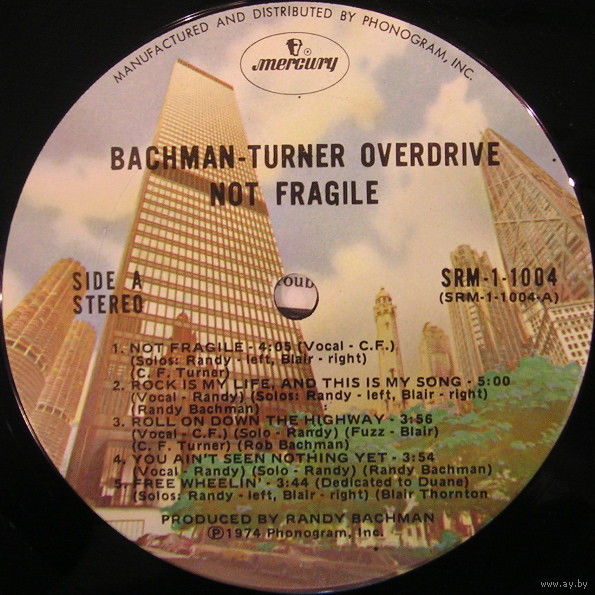 MANUFACTURED AND DISTRIBUTED BY PHONOGRAM, INC.
mercury
BACHMAN-TURNER OVERDRIVE
NOT FRAGILE
SIDE A
STEREO
SRM-1-1004
(SRM-1-1004-A)
1. NOT FRAGILE - 4:05 (Vocal - C.F.)
(Solos: Randy - left, Blair - right)
(C. F. Turner)
2. ROCK IS MY LIFE, AND THIS IS MY SONG - 5:00
(Vocal - Randy) (Solos: Randy - left, Blair - right)
Randy Bachman)
3. ROLL ON DOWN THE HIGHWAY - 3:56
(Vocal - C.F.) (Solo - Randy) (Fuzz - Blair)
(C. F. Turner) (Rob Bachman)
4. YOU AIN'T SEEN NOTHING YET - 3:54
(Vocal - Randy) (Solo - Randy) (Randy Bachman)
5. FREE WHEELIN' - 3:44 (Dedicated to Duane)
(Solos: Randy - left, Blair - right) (Blair Thornton
PRODUCED BY RANDY BACHMAN
Ⓟ1974 Phonogram, Inc.
www.ay.by